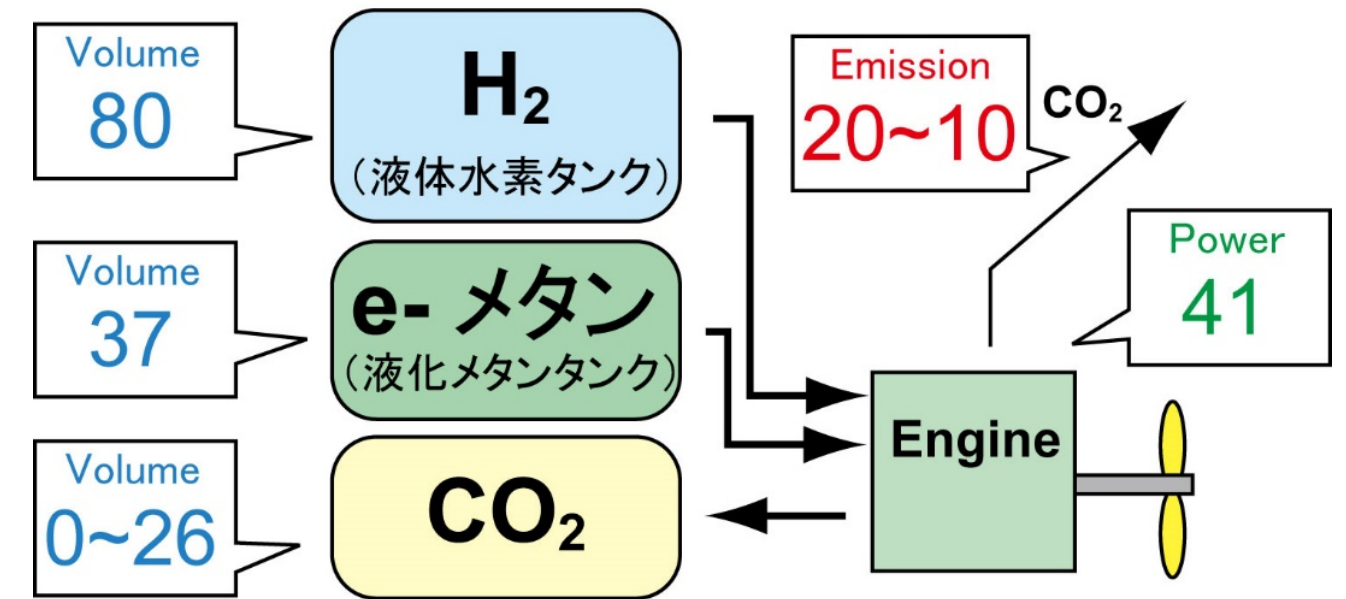 Volume
80
H₂
（液体水素タンク）
Emission
20~10
CO₂
Volume
37
e- メタン
（液化メタンタンク）
Power
41
Engine
Volume
0~26
CO₂